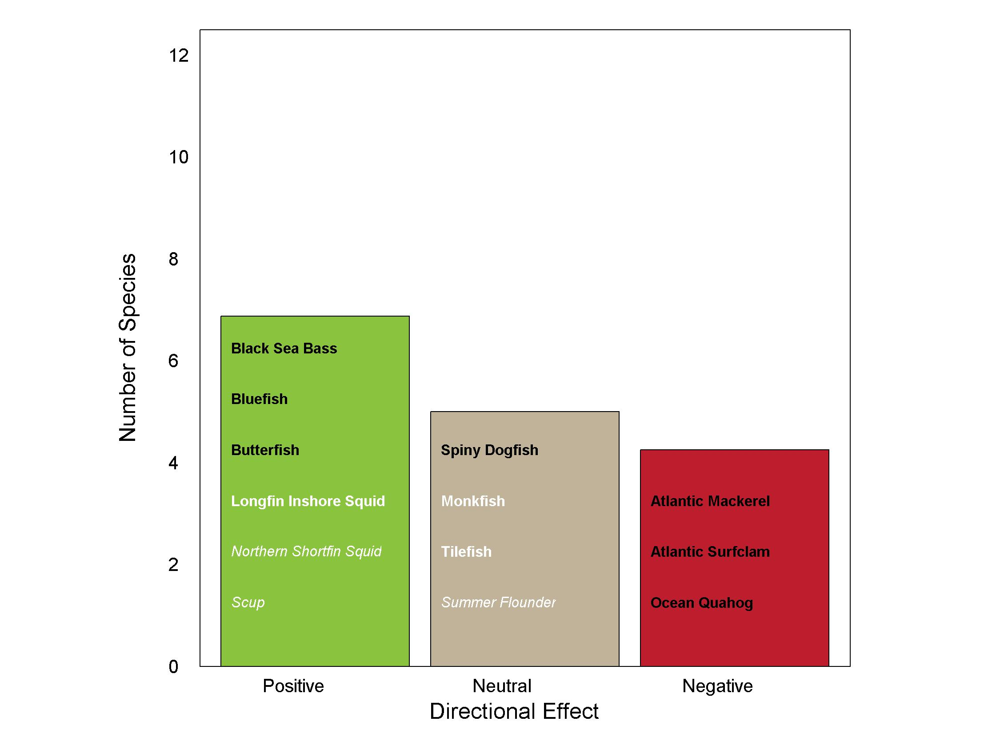 12
10
8
6
4
2
0
Number of Species
Black Sea Bass
Bluefish
Butterfish
Longfin Inshore Squid
Northern Shortfin Squid
Scup
Spiny Dogfish
Monkfish
Tilefish
Summer Flounder
Atlantic Mackerel
Atlantic Surfclam
Ocean Quahog
Positive
Neutral
Negative
Directional Effect